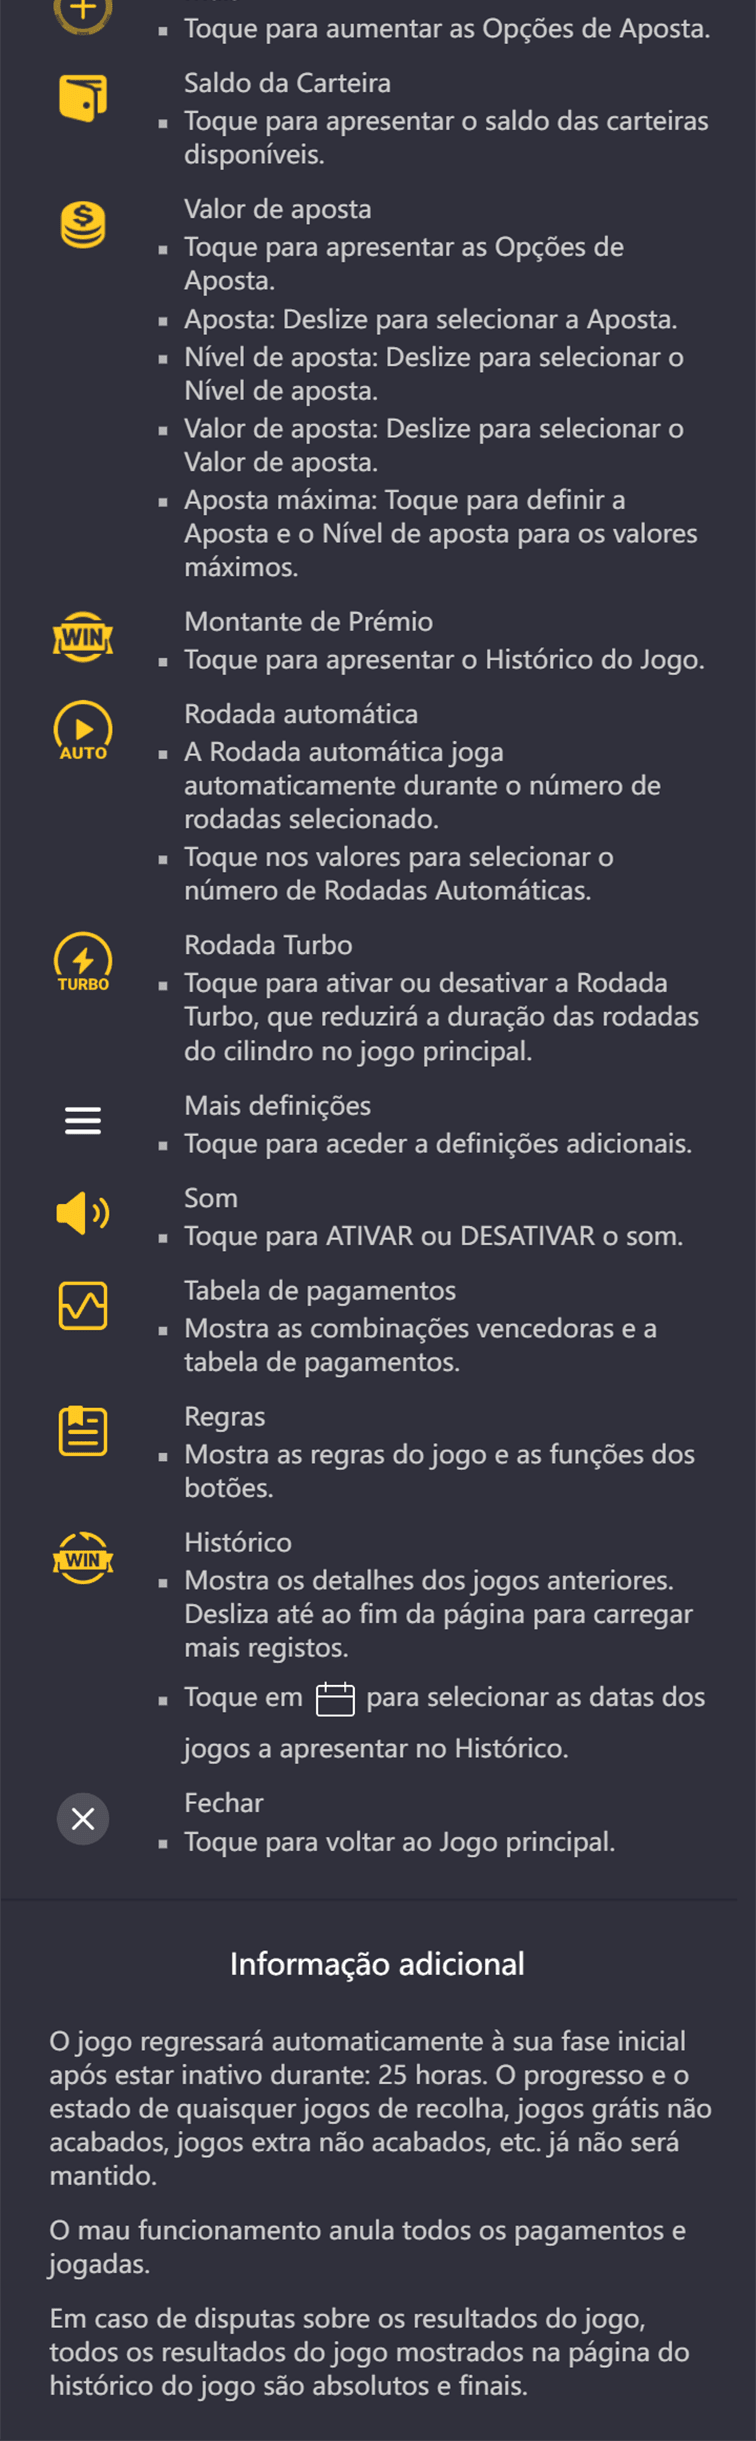 Toque para aumentar as Opções de Aposta.
Saldo da Carteira
Toque para apresentar o saldo das carteiras
disponíveis.
Valor de aposta
Toque para apresentar as Opções de
Aposta.
Aposta: Deslize para selecionar a Aposta.
Nível de aposta: Deslize para selecionar o
Nível de aposta.
Valor de aposta: Deslize para selecionar o
Valor de aposta.
Aposta máxima: Toque para definir a
Aposta e o Nível de aposta para os valores
máximos.
WIN
Montante de Prémio
Toque para apresentar o Histórico do Jogo.
AUTO
Rodada automática
A Rodada automática joga
automaticamente durante o número de
rodadas selecionado.
Toque nos valores para selecionar o
número de Rodadas Automáticas.
TURBO
Rodada Turbo
Toque para ativar ou desativar a Rodada
Turbo, que reduzirá a duração das rodadas
do cilindro no jogo principal.
Mais definições
Toque para aceder a definições adicionais.
Som
Toque para ATIVAR ou DESATIVAR o som.
Tabela de pagamentos
Mostra as combinações vencedoras e a
tabela de pagamentos.
Regras
Mostra as regras do jogo e as funções dos
botões.
WIN
Histórico
Mostra os detalhes dos jogos anteriores.
Desliza até ao fim da página para carregar
mais registos.
Toque em para selecionar as datas dos
jogos a apresentar no Histórico.
Fechar
Toque para voltar ao Jogo principal.
Informação adicional
O jogo regressará automaticamente à sua fase inicial
após estar inativo durante: 25 horas. O progresso e o
estado de quaisquer jogos de recolha, jogos grátis não
acabados, jogos extra não acabados, etc. já não será
mantido.
O mau funcionamento anula todos os pagamentos e
jogadas.
Em caso de disputas sobre os resultados do jogo,
todos os resultados do jogo mostrados na página do
histórico do jogo são absolutos e finais.